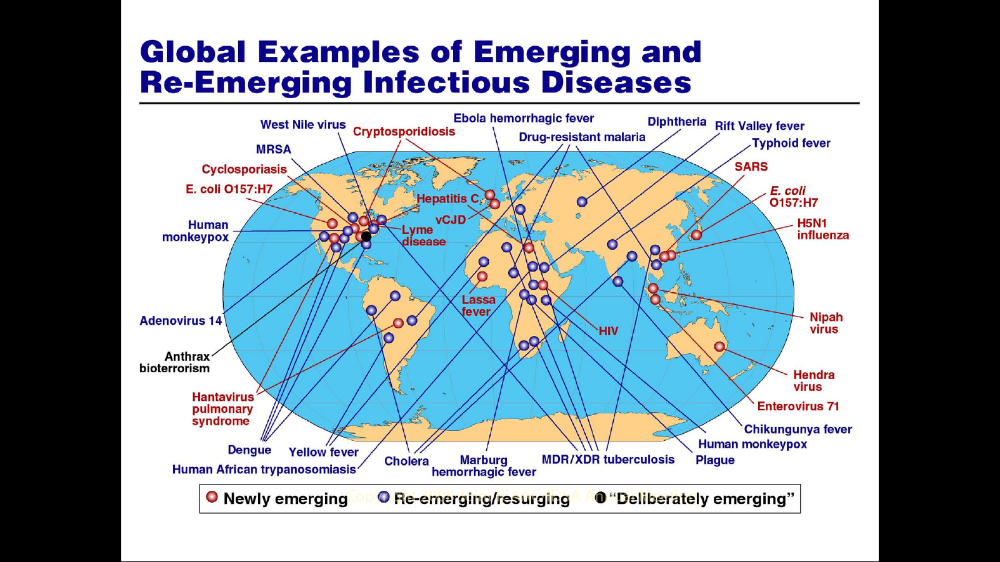 Global Examples of Emerging and
Re-Emerging Infectious Diseases
Ebola hemorrhagic fever
Diphtheria
Rift Valley fever
West Nile virus
Cryptosporidiosis
Drug-resistant malaria
Typhoid fever
MRSA
SARS
Cyclosporiasis
E. coli O157:H7
E. coli
O157:H7
Hepatitis C
vCJD
Human
monkeypox
Lyme
disease
H5N1
influenza
Lassa
fever
Adenovirus 14
HIV
Nipah
virus
Anthrax
bioterrorism
Hendra
virus
Hantavirus
pulmonary
syndrome
Enterovirus 71
Chikungunya fever
Human monkeypox
Dengue
Yellow fever
Cholera
Marburg
hemorrhagic fever
MDR/XDR tuberculosis
Plague
Human African trypanosomiasis
Newly emerging
Re-emerging/resurging
“Deliberately emerging”